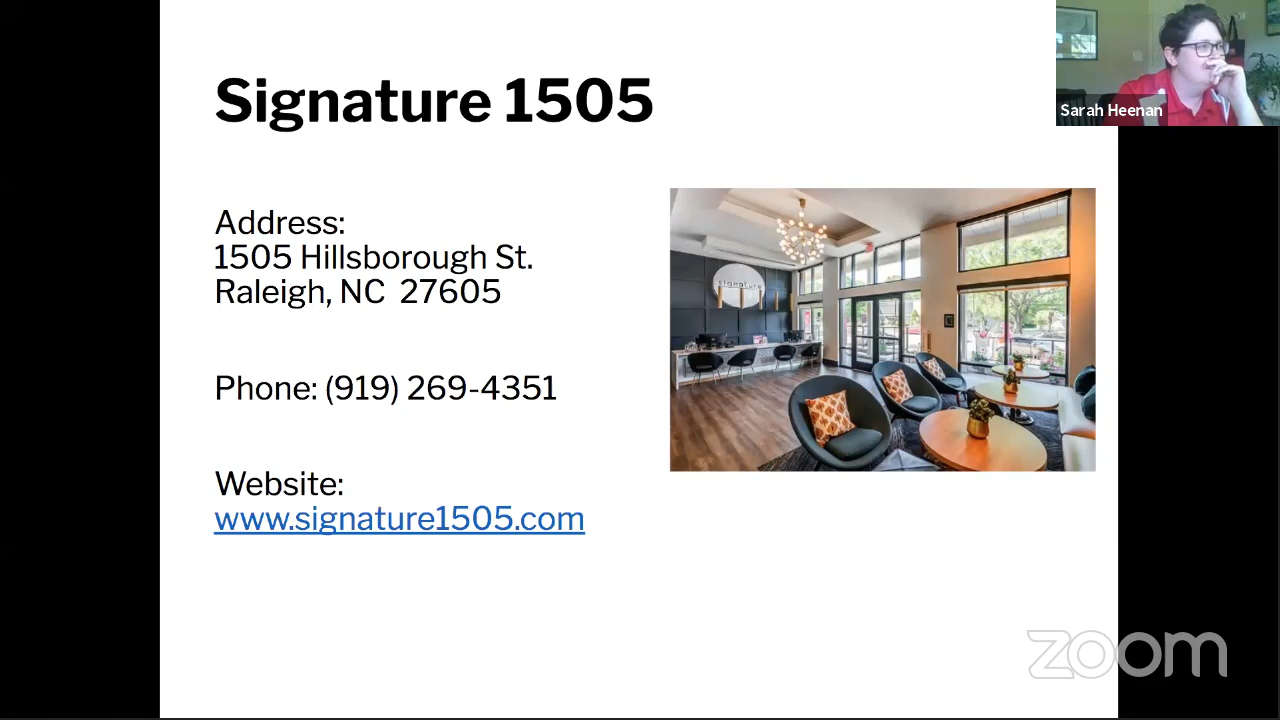 Signature 1505
Sarah Heenan
Address:
1505 Hillsborough St.
Raleigh, NC 27605
signature
Phone: (919) 269-4351
Website:
www.signature1505.com
zoom